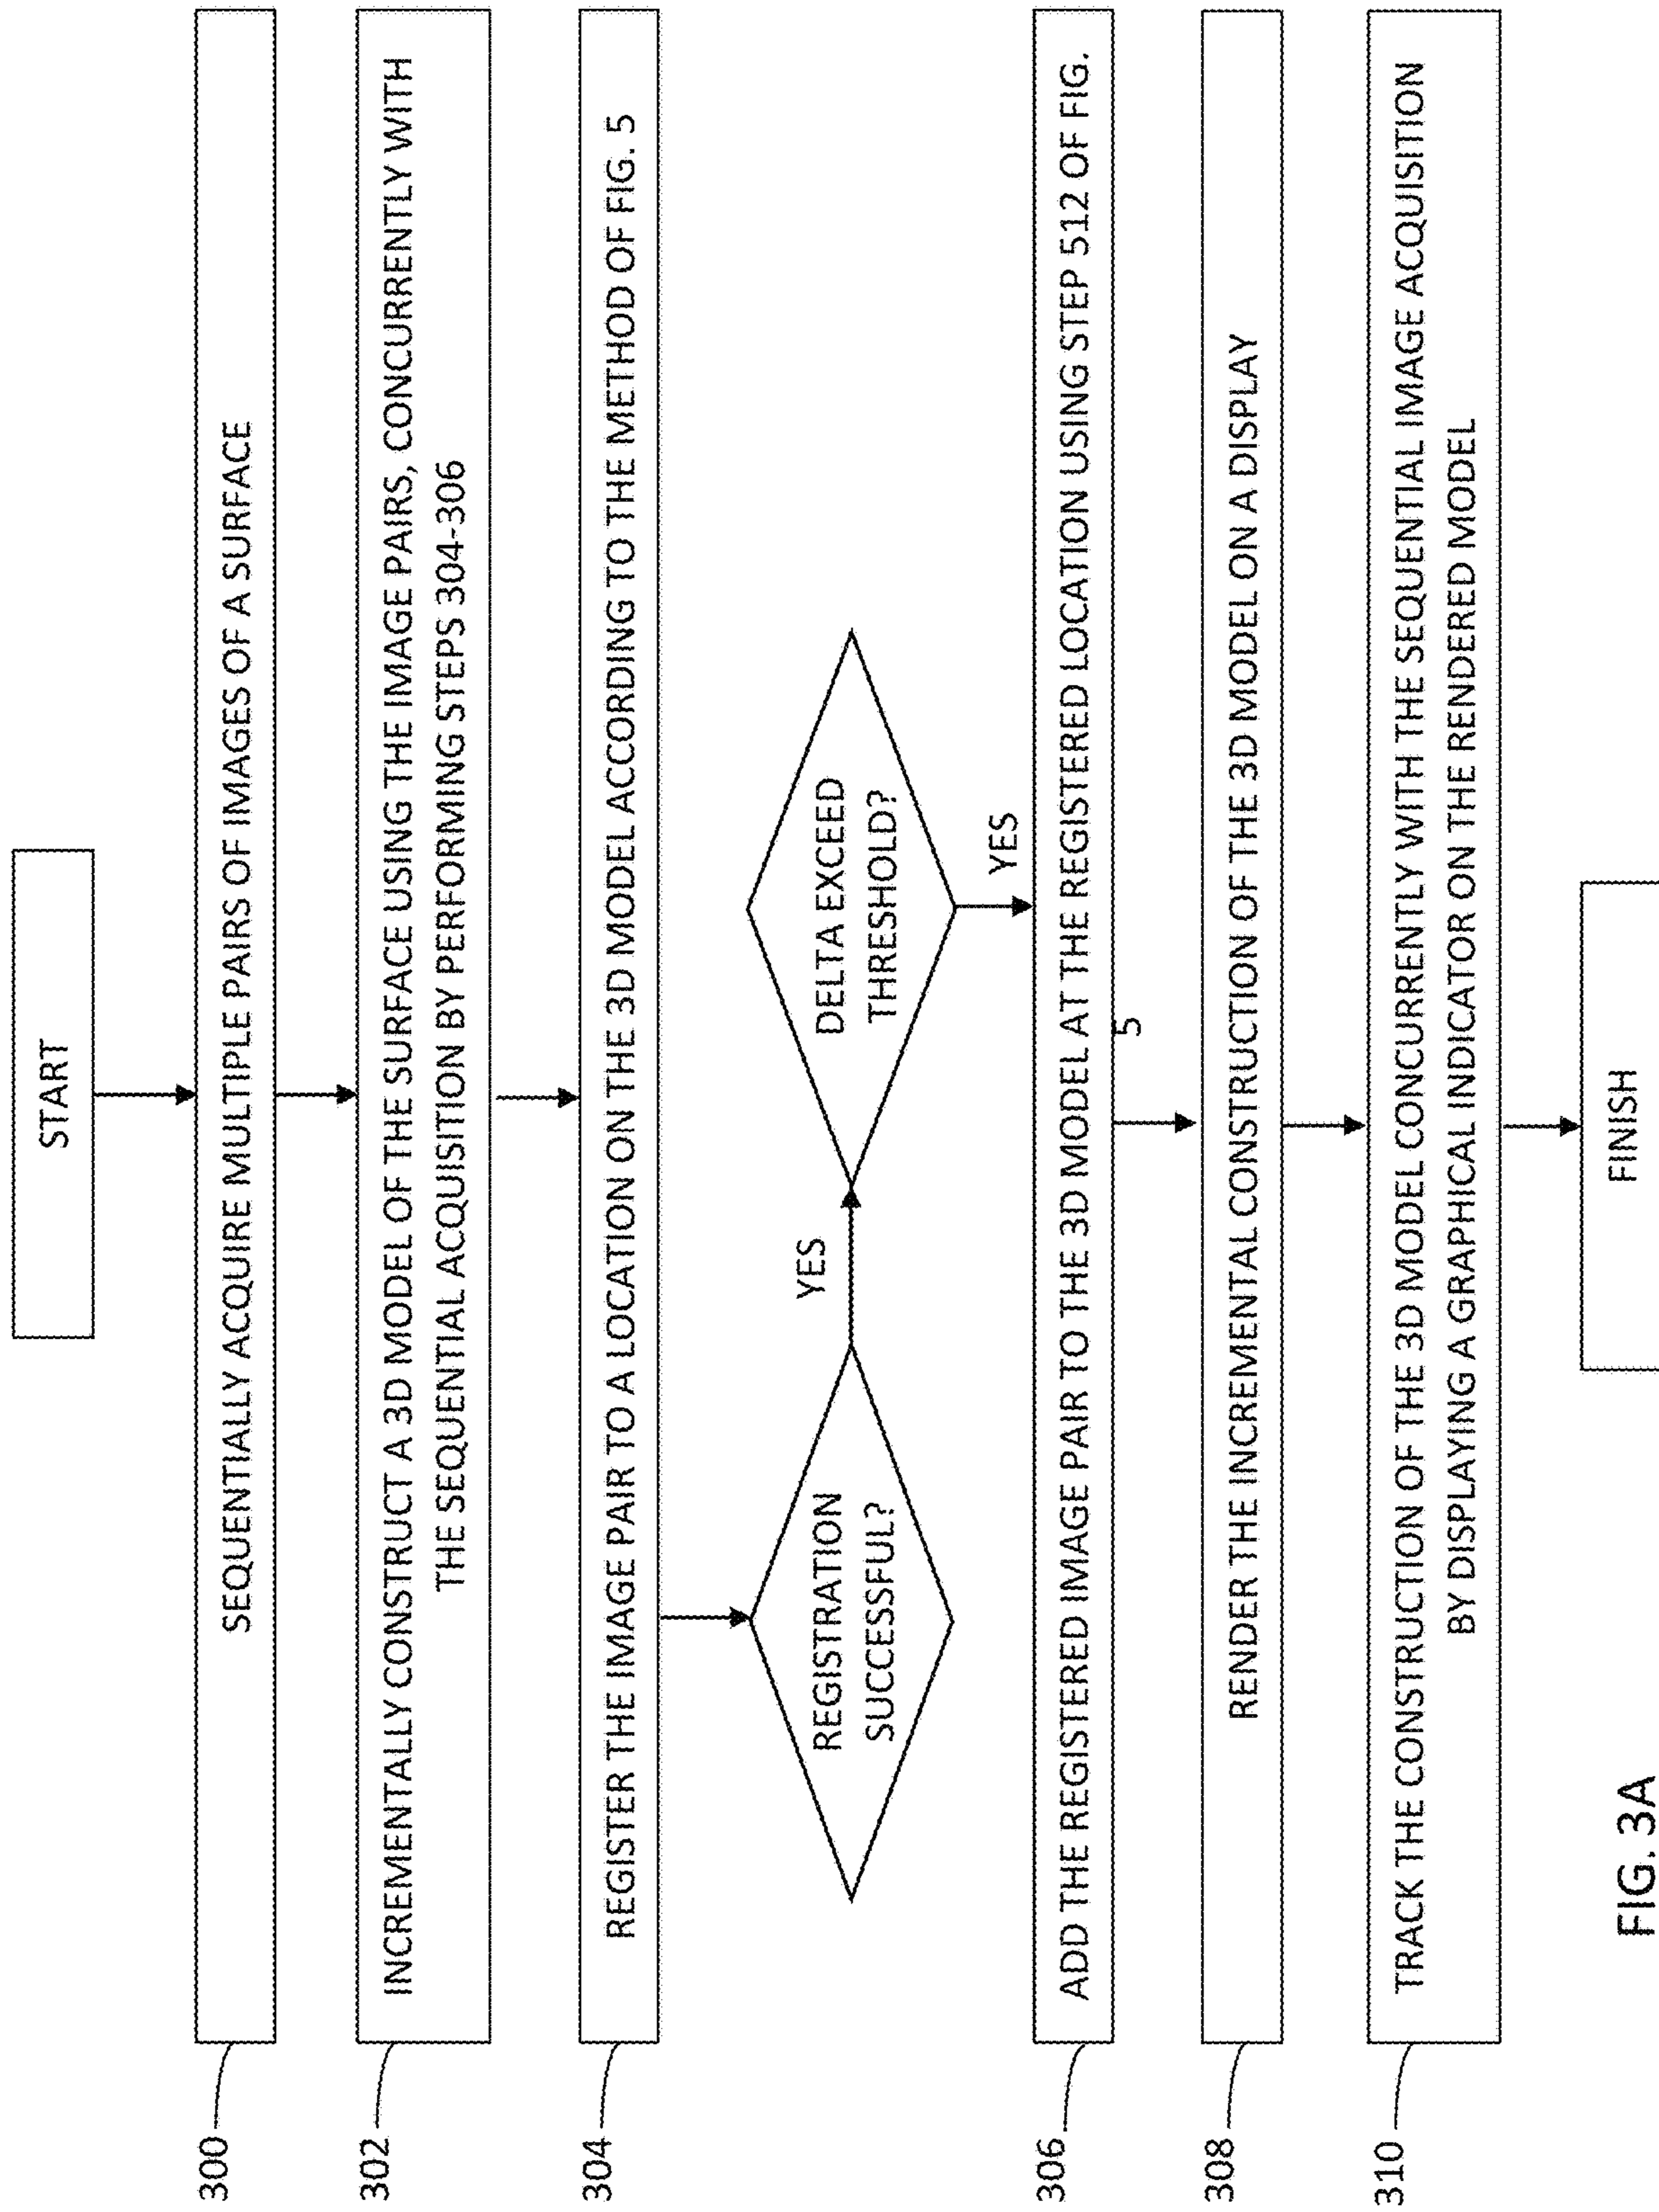 START
300
SEQUENTIALLY ACQUIRE MULTIPLE PAIRS OF IMAGES OF A SURFACE
302
INCREMENTALLY CONSTRUCT A 3D MODEL OF THE SURFACE USING THE IMAGE PAIRS, CONCURRENTLY WITH
THE SEQUENTIAL ACQUISITION BY PERFORMING STEPS 304-306
304
REGISTER THE IMAGE PAIR TO A LOCATION ON THE 3D MODEL ACCORDING TO THE METHOD OF FIG. 5
REGISTRATION
SUCCESSFUL?
YES
DELTA EXCEED
THRESHOLD?
YES
306
ADD THE REGISTERED IMAGE PAIR TO THE 3D MODEL AT THE REGISTERED LOCATION USING STEP 512 OF FIG.
5
308
RENDER THE INCREMENTAL CONSTRUCTION OF THE 3D MODEL ON A DISPLAY
310
TRACK THE CONSTRUCTION OF THE 3D MODEL CONCURRENTLY WITH THE SEQUENTIAL IMAGE ACQUISITION
BY DISPLAYING A GRAPHICAL INDICATOR ON THE RENDERED MODEL
FINISH
FIG. 3A